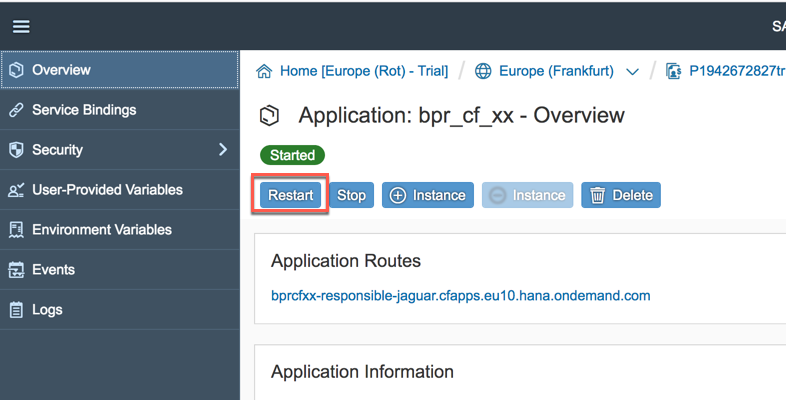 SA
Overview
Service Bindings
Security
User-Provided Variables
Environment Variables
Events
Logs
Home [Europe (Rot) - Trial] / Europe (Frankfurt) / P1942672827tr
Application: bpr_cf_xx - Overview
Started
Restart Stop Instance Instance Delete
Application Routes
bprcfxx-responsible-jaguar.cfapps.eu10.hana.ondemand.com
Application Information